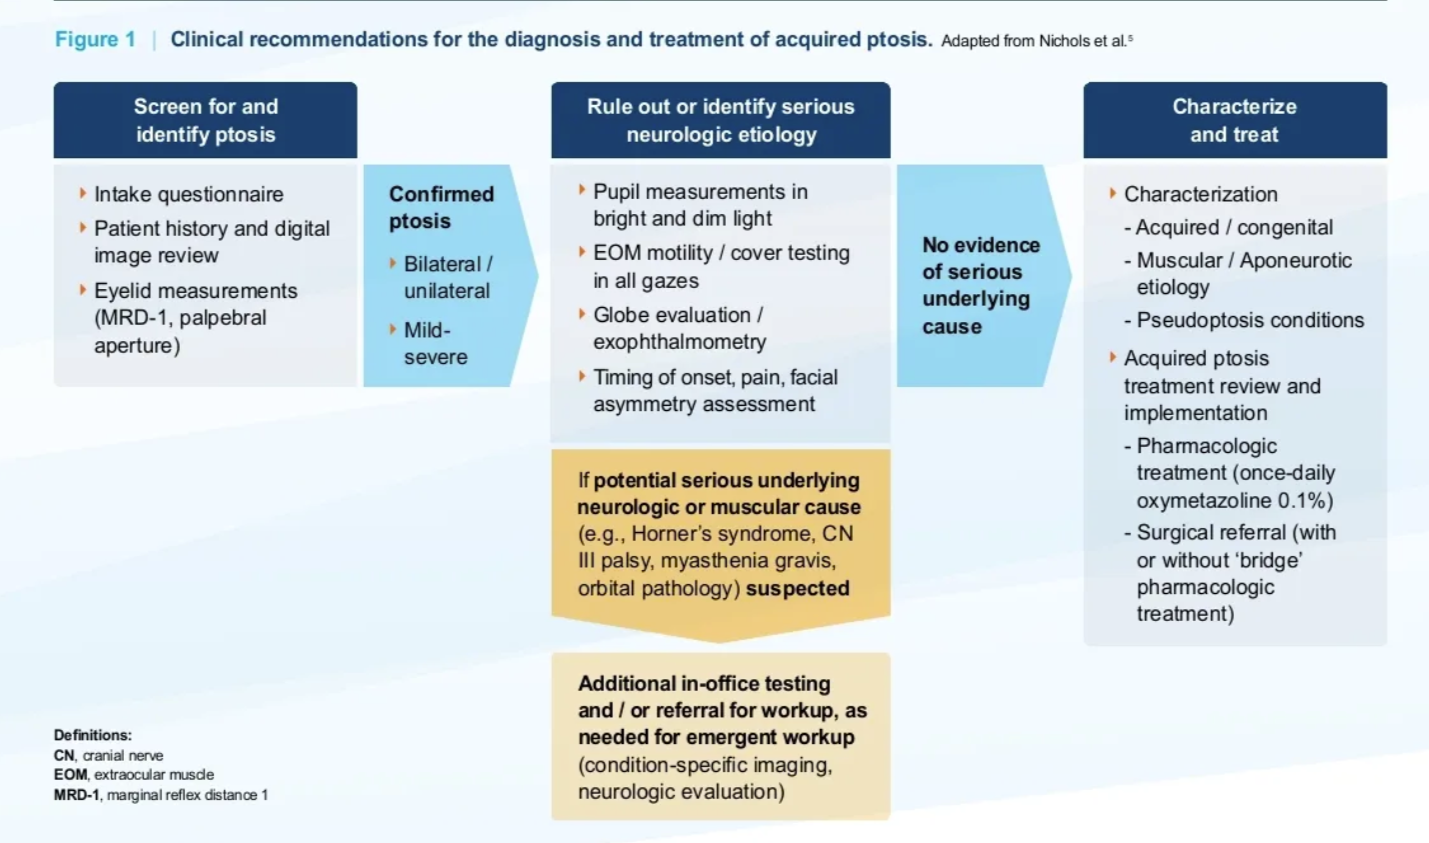 Figure 1 | Clinical recommendations for the diagnosis and treatment of acquired ptosis. Adapted from Nichols et al.⁵
Screen for and
identify ptosis
Intake questionnaire
Patient history and digital
image review
Eyelid measurements
(MRD-1, palpebral
aperture)
Confirmed
ptosis
Bilateral /
unilateral
Mild-
severe
Rule out or identify serious
neurologic etiology
Pupil measurements in
bright and dim light
EOM motility / cover testing
in all gazes
Globe evaluation /
exophthalmometry
Timing of onset, pain, facial
asymmetry assessment
If potential serious underlying
neurologic or muscular cause
(e.g., Horner's syndrome, CN
III palsy, myasthenia gravis,
orbital pathology) suspected
Additional in-office testing
and / or referral for workup, as
needed for emergent workup
(condition-specific imaging,
neurologic evaluation)
No evidence
of serious
underlying
cause
Characterize
and treat
Characterization
- Acquired / congenital
- Muscular / Aponeurotic
etiology
- Pseudoptosis conditions
Acquired ptosis
treatment review and
implementation
- Pharmacologic
treatment (once-daily
oxymetazoline 0.1%)
- Surgical referral (with
or without 'bridge'
pharmacologic
treatment)
Definitions:
CN, cranial nerve
EOM, extraocular muscle
MRD-1, marginal reflex distance 1